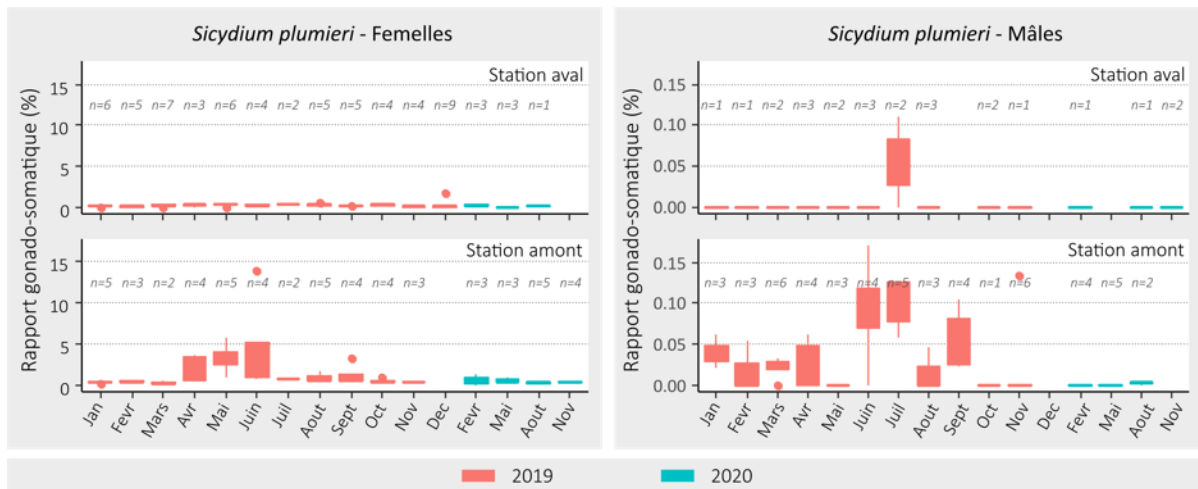 Sicydium plumieri - Femelles
Station aval
Rapport gonado-somatique (%)
15
10
5
0
n=6 n=5 n=7 n=3 n=6 n=4 n=2 n=5 n=5 n=4 n=4 n=9 n=3 n=3 n=1
Station amont
15
10
5
0
n=5 n=3 n=2 n=4 n=5 n=4 n=2 n=5 n=4 n=4 n=3 n=3 n=3 n=5 n=4
Jan Fevr Mars Avr Mai Juin Juil Aout Sept Oct Nov Dec Fevr Mai Aout Nov
Sicydium plumieri - Mâles
Station aval
Rapport gonado-somatique (%)
0.15
0.10
0.05
0.00
n=1 n=1 n=2 n=3 n=2 n=3 n=2 n=3 n=2 n=1 n=1 n=1 n=2
Station amont
0.15
0.10
0.05
0.00
n=3 n=3 n=6 n=4 n=3 n=4 n=5 n=3 n=4 n=1 n=6 n=4 n=5 n=2
Jan Fevr Mars Avr Mai Juin Juil Aout Sept Oct Nov Dec Fevr Mai Aout Nov
2019 2020